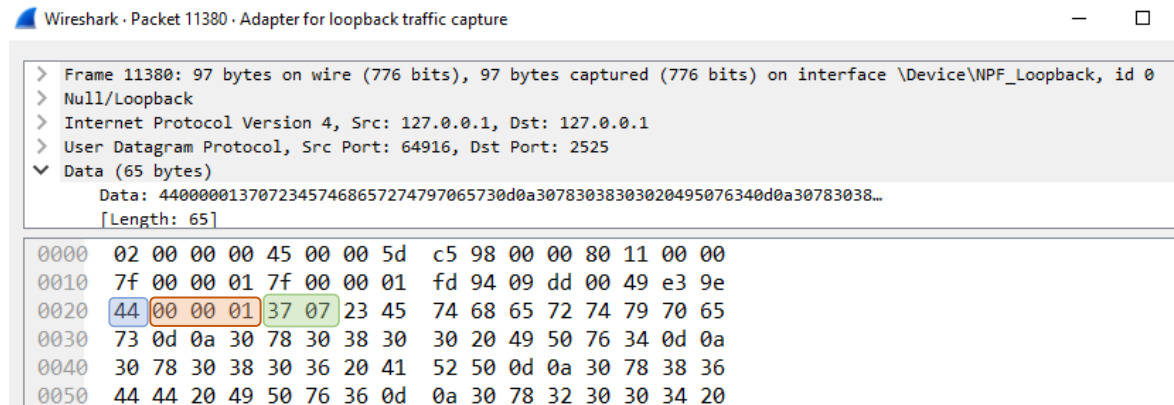 Wireshark · Packet 11380 · Adapter for loopback traffic capture
> Frame 11380: 97 bytes on wire (776 bits), 97 bytes captured (776 bits) on interface \Device\NPF_Loopback, id 0
> Null/Loopback
> Internet Protocol Version 4, Src: 127.0.0.1, Dst: 127.0.0.1
> User Datagram Protocol, Src Port: 64916, Dst Port: 2525
Data (65 bytes)
Data: 44000001370723457468657274797065730d0a30783038303020495076340d0a30783038…
[Length: 65]
0000 02 00 00 00 45 00 00 5d c5 98 00 00 80 11 00 00
0010 7f 00 00 01 7f 00 00 01 fd 94 09 dd 00 49 e3 9e
0020 44 00 00 01 37 07 23 45 74 68 65 72 74 79 70 65
0030 73 0d 0a 30 78 30 38 30 30 20 49 50 76 34 0d 0a
0040 30 78 30 38 30 36 20 41 52 50 0d 0a 30 78 38 36
0050 44 44 20 49 50 76 36 0d 0a 30 78 32 30 30 34 20